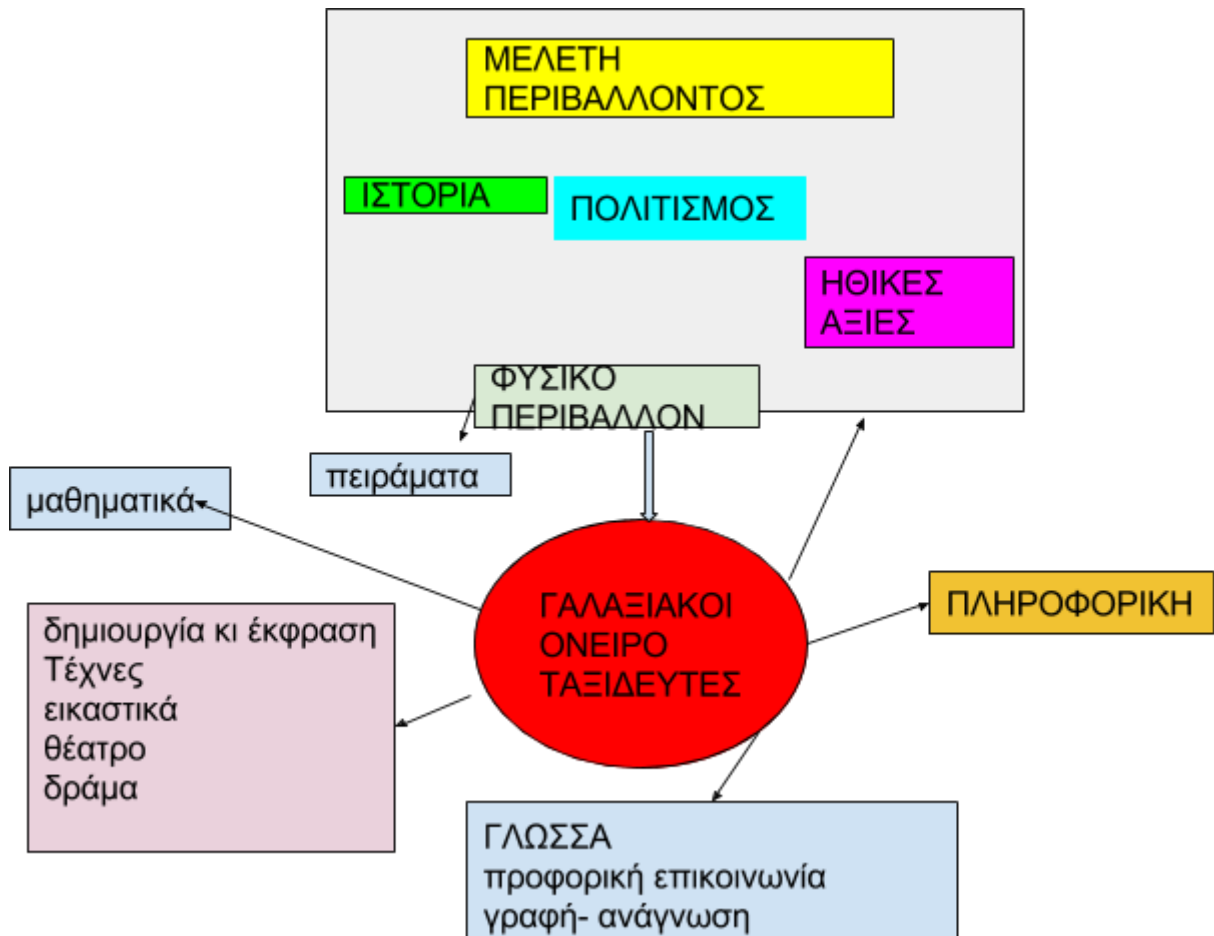 ΜΕΛΕΤΗ
ΠΕΡΙΒΑΛΛΟΝΤΟΣ
ΙΣΤΟΡΙΑ
ΠΟΛΙΤΙΣΜΟΣ
ΗΘΙΚΕΣ
ΑΞΙΕΣ
ΦΥΣΙΚΟ
ΠΕΡΙΒΑΛΛΟΝ
πειράματα
μαθηματικά
ΓΑΛΑΞΙΑΚΟΙ
ΟΝΕΙΡΟ
ΤΑΞΙΔΕΥΤΕΣ
ΠΛΗΡΟΦΟΡΙΚΗ
δημιουργία κι έκφραση
Τέχνες
εικαστικά
θέατρο
δράμα
ΓΛΩΣΣΑ
προφορική επικοινωνία
γραφή- ανάγνωση